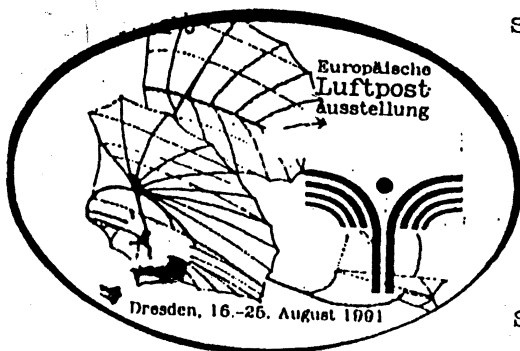 Europäische
Luftpost
Ausstellung
Dresden, 16.-25. August 1991
S
S